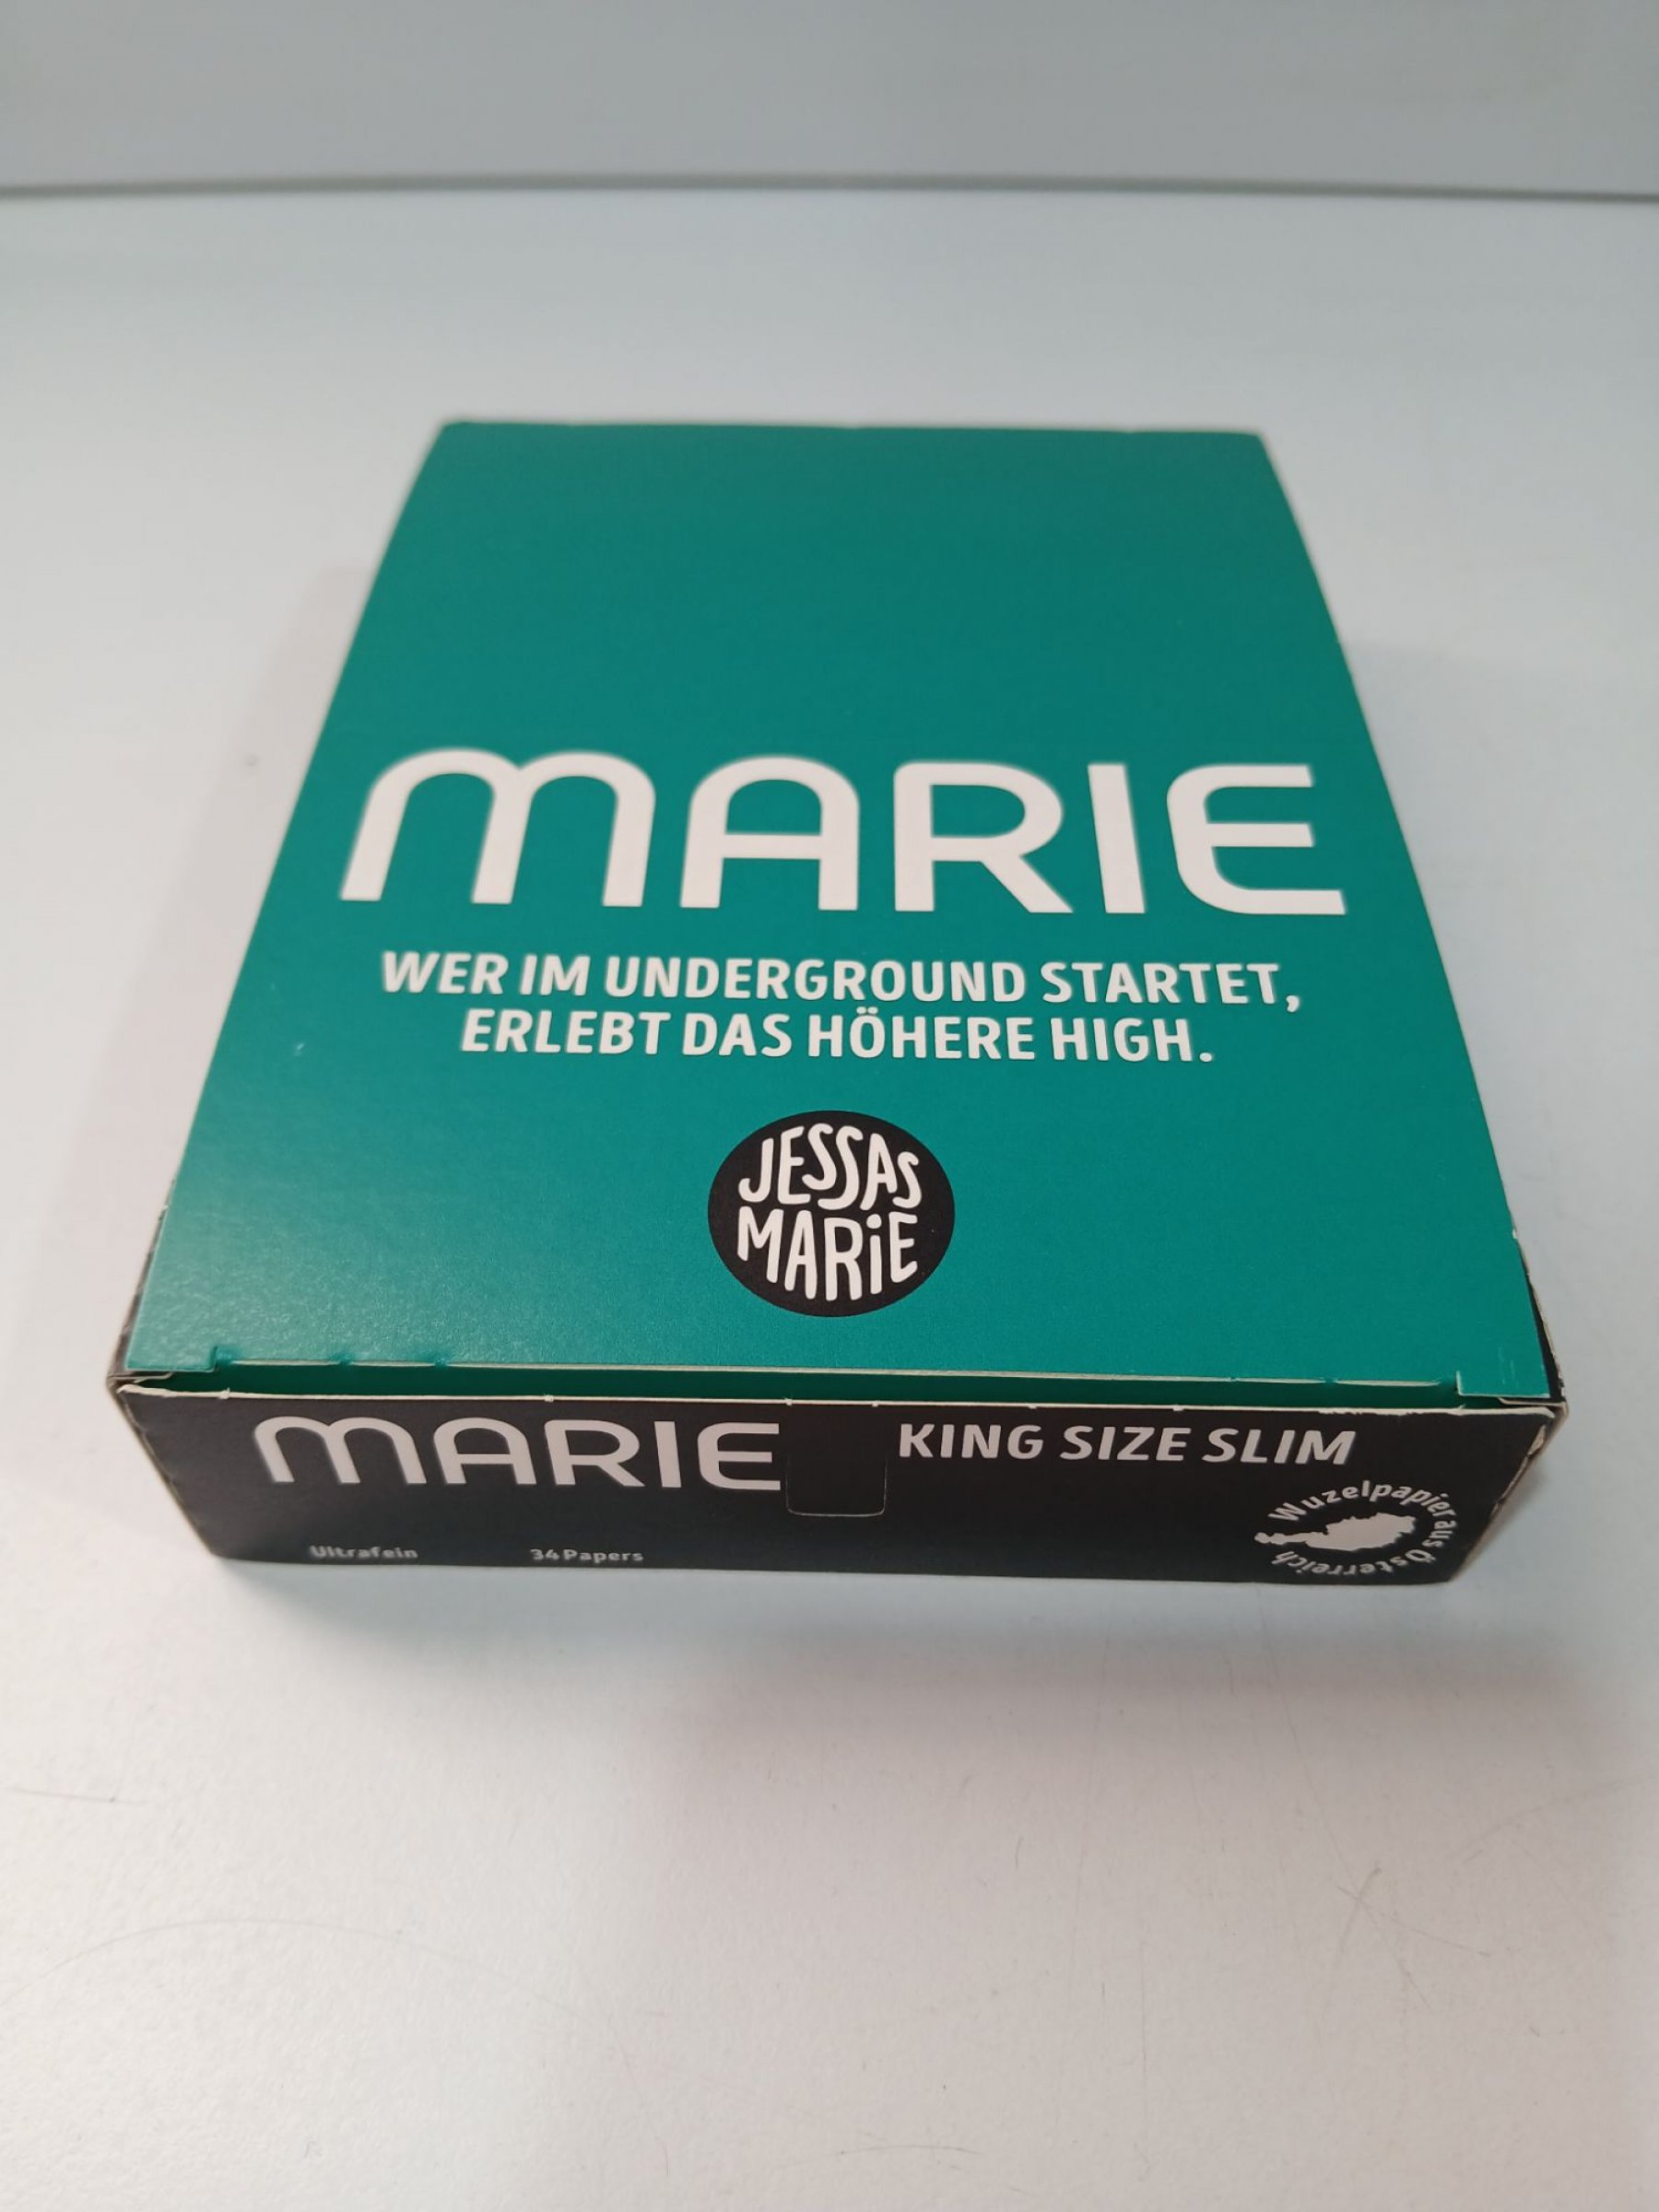 MARIE
WER IM UNDERGROUND STARTET,
ERLEBT DAS HÖHERE HIGH.
JESSAS
MARiE
MARIE
KING SIZE SLIM
Ultrafein
34 Papers
Wuzelpapier aus Österreich